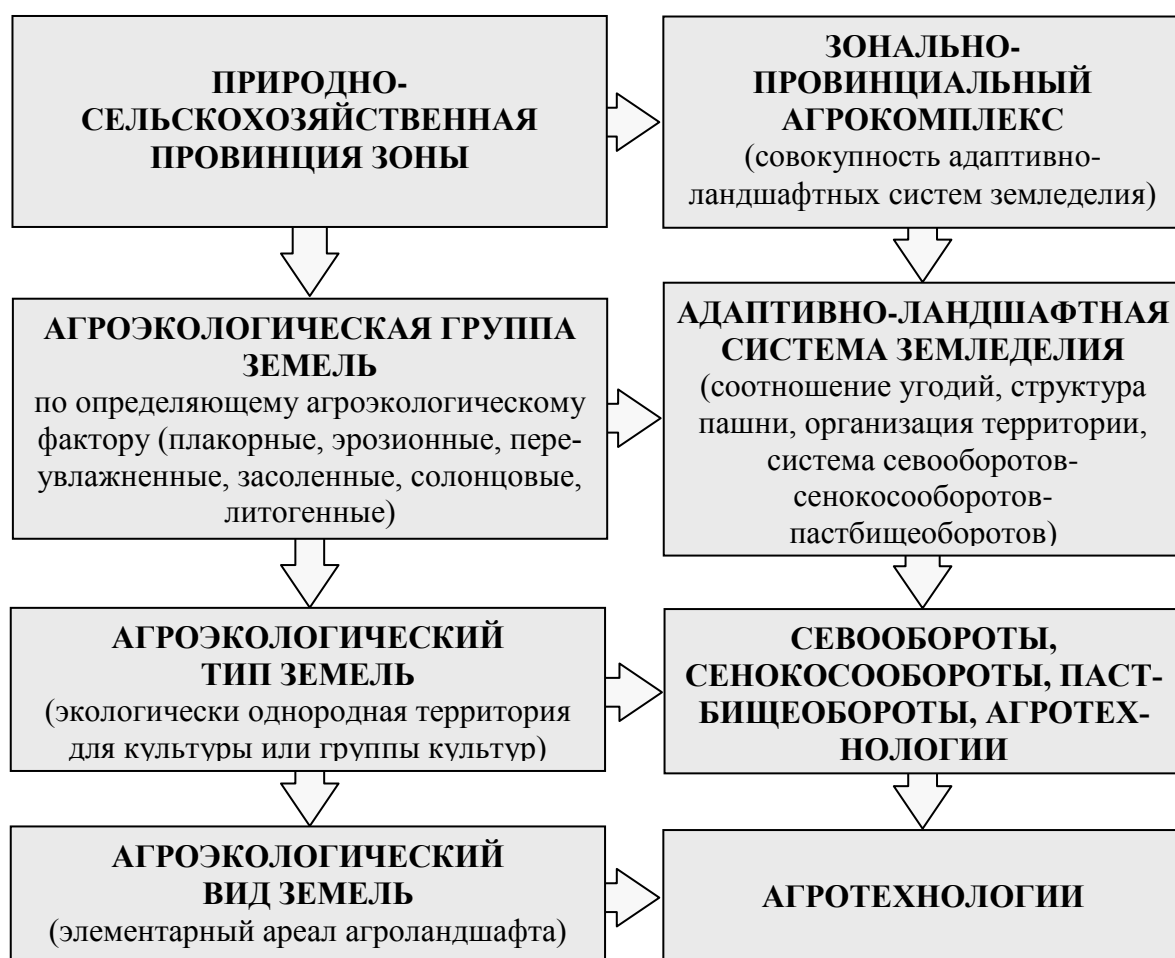 ПРИРОДНО-
СЕЛЬСКОХОЗЯЙСТВЕННАЯ
ПРОВИНЦИЯ ЗОНЫ
ЗОНАЛЬНО-
ПРОВИНЦИАЛЬНЫЙ
АГРОКОМПЛЕКС
(совокупность адаптивно-
ландшафтных систем земледелия)
АГРОЭКОЛОГИЧЕСКАЯ ГРУППА
ЗЕМЕЛЬ
по определяющему агроэкологическому
фактору (плакорные, эрозионные, пере-
увлажненные, засоленные, солонцовые,
литогенные)
АДАПТИВНО-ЛАНДШАФТНАЯ
СИСТЕМА ЗЕМЛЕДЕЛИЯ
(соотношение угодий, структура
пашни, организация территории,
система севооборотов-
сенокосооборотов-
пастбищеоборотов)
АГРОЭКОЛОГИЧЕСКИЙ
ТИП ЗЕМЕЛЬ
(экологически однородная территория
для культуры или группы культур)
СЕВООБОРОТЫ,
СЕНОКОСООБОРОТЫ, ПАСТ-
БИЩЕОБОРОТЫ, АГРОТЕХ-
НОЛОГИИ
АГРОЭКОЛОГИЧЕСКИЙ
ВИД ЗЕМЕЛЬ
(элементарный ареал агроландшафта)
АГРОТЕХНОЛОГИИ